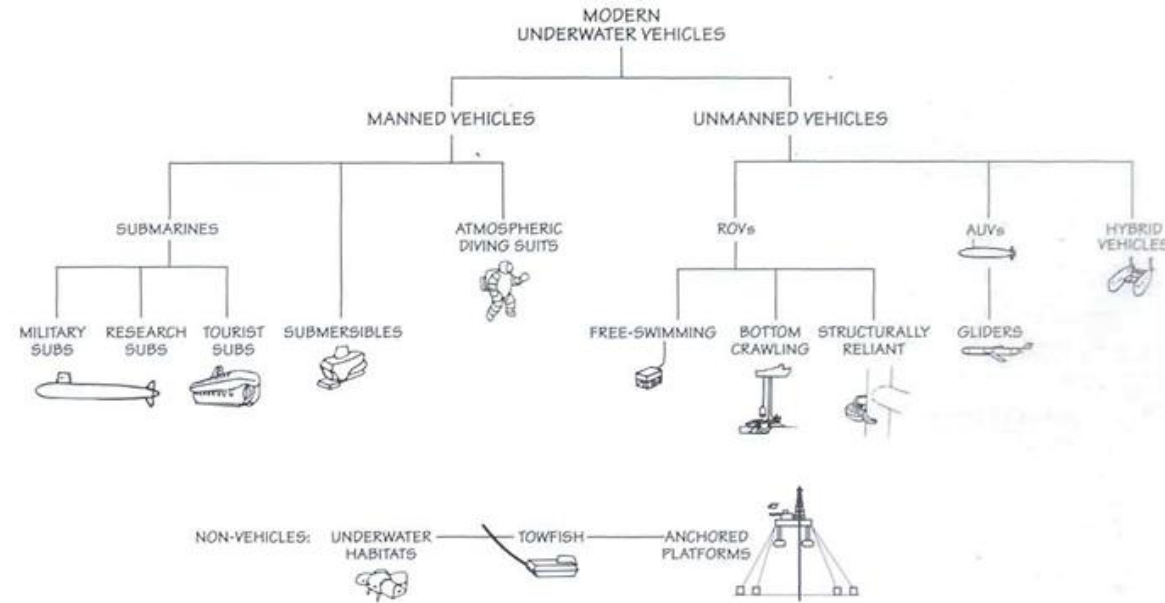 MODERN
UNDERWATER VEHICLES
MANNED VEHICLES
UNMANNED VEHICLES
SUBMARINES
ATMOSPHERIC
DIVING SUITS
ROVs
AUVs
HYBRID
VEHICLES
MILITARY
SUBS
RESEARCH
SUBS
TOURIST
SUBS
SUBMERSIBLES
FREE-SWIMMING
BOTTOM
CRAWLING
STRUCTURALLY
RELIANT
GLIDERS
NON-VEHICLES:
UNDERWATER
HABITATS
TOWFISH
ANCHORED
PLATFORMS